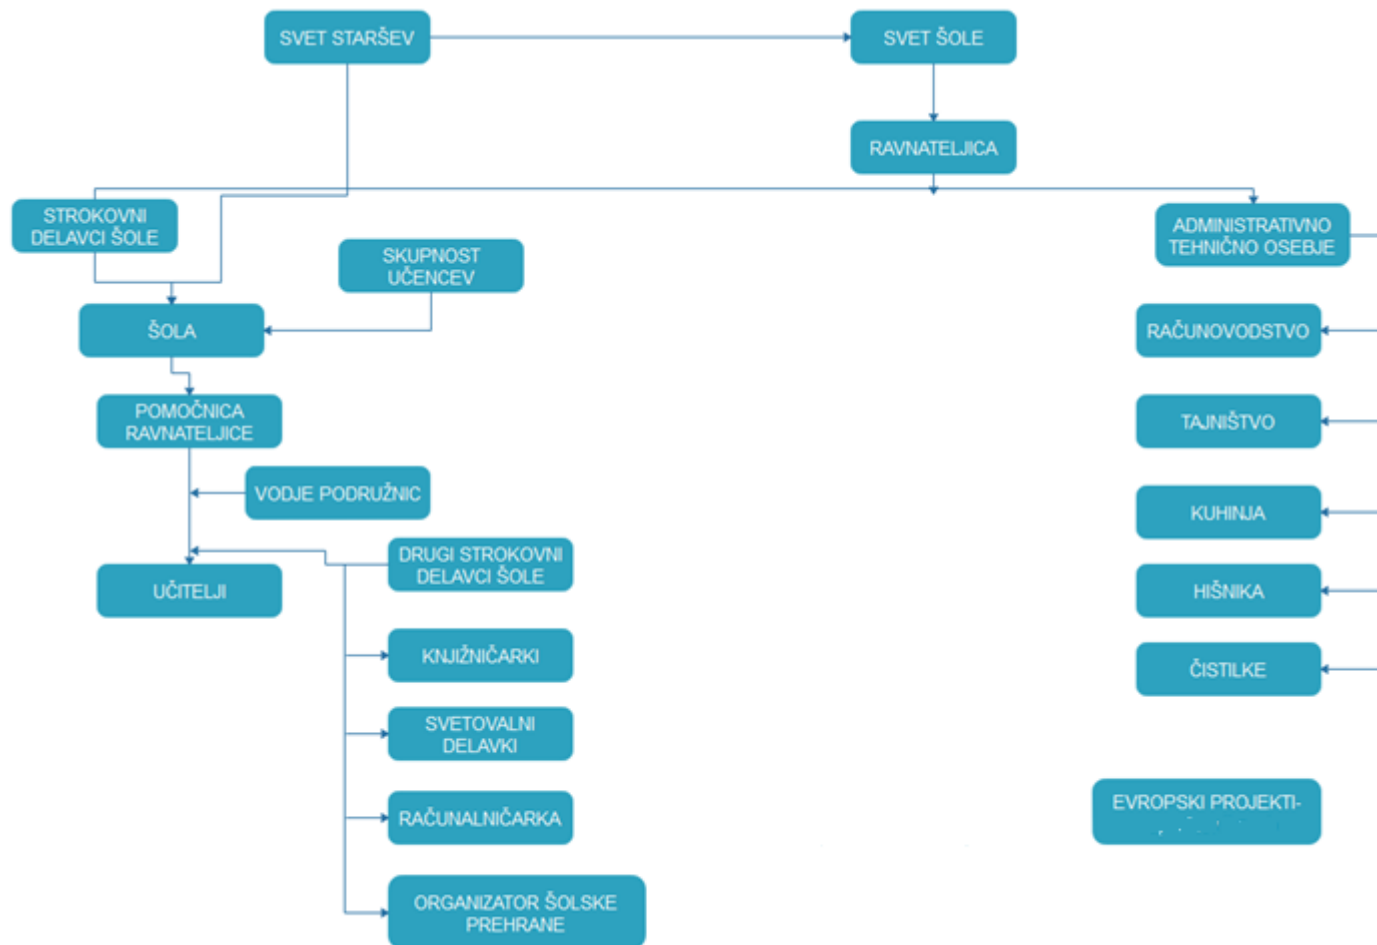 SVET STARŠEV
SVET ŠOLE
RAVNATELJICA
STROKOVNI
DELAVCI ŠOLE
ADMINISTRATIVNO
TEHNIČNO OSEBJE
SKUPNOST
UČENCEV
ŠOLA
RAČUNOVODSTVO
POMOČNICA
RAVNATELJICE
TAJNIŠTVO
VODJE PODRUŽNIC
KUHINJA
DRUGI STROKOVNI
DELAVCI ŠOLE
UČITELJI
HIŠNIKA
KNJIŽNIČARKI
ČISTILKE
SVETOVALNI
DELAVKI
RAČUNALNIČARKA
EVROPSKI PROJEKTI-
ORGANIZATOR ŠOLSKE
PREHRANE